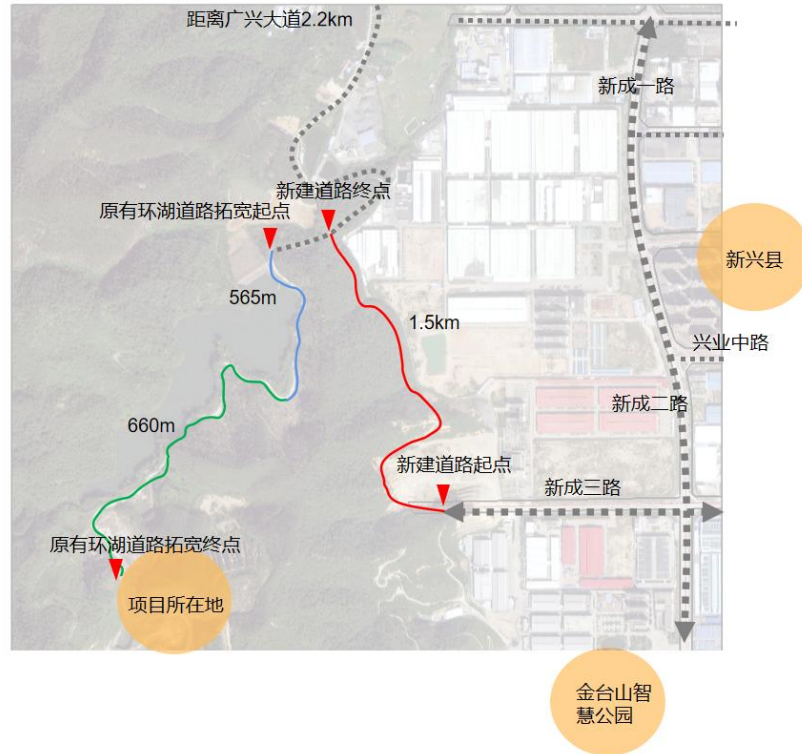 距离广兴大道2.2km
新成一路
新建道路终点
原有环湖道路拓宽起点
新兴县
565m
1.5km
兴业中路
新成二路
660m
新建道路起点
新成三路
原有环湖道路拓宽终点
项目所在地
金台山智
慧公园